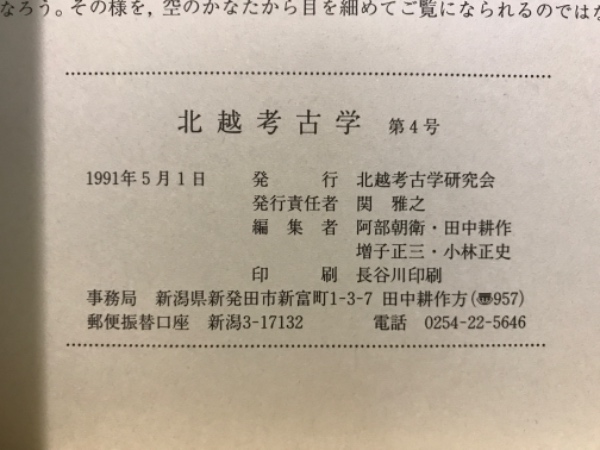 なろう。その様を，空のかなたから目を細めてご覧になられるのではな
北越考古学 第4号
1991年5月1日 発行 北越考古学研究会
発行責任者 関 雅之
編集者 阿部朝衛・田中耕作
増子正三・小林正史
印刷 長谷川印刷
事務局 新潟県新発田市新富町1-3-7 田中耕作方(〠957)
郵便振替口座 新潟3-17132 電話 0254-22-5646